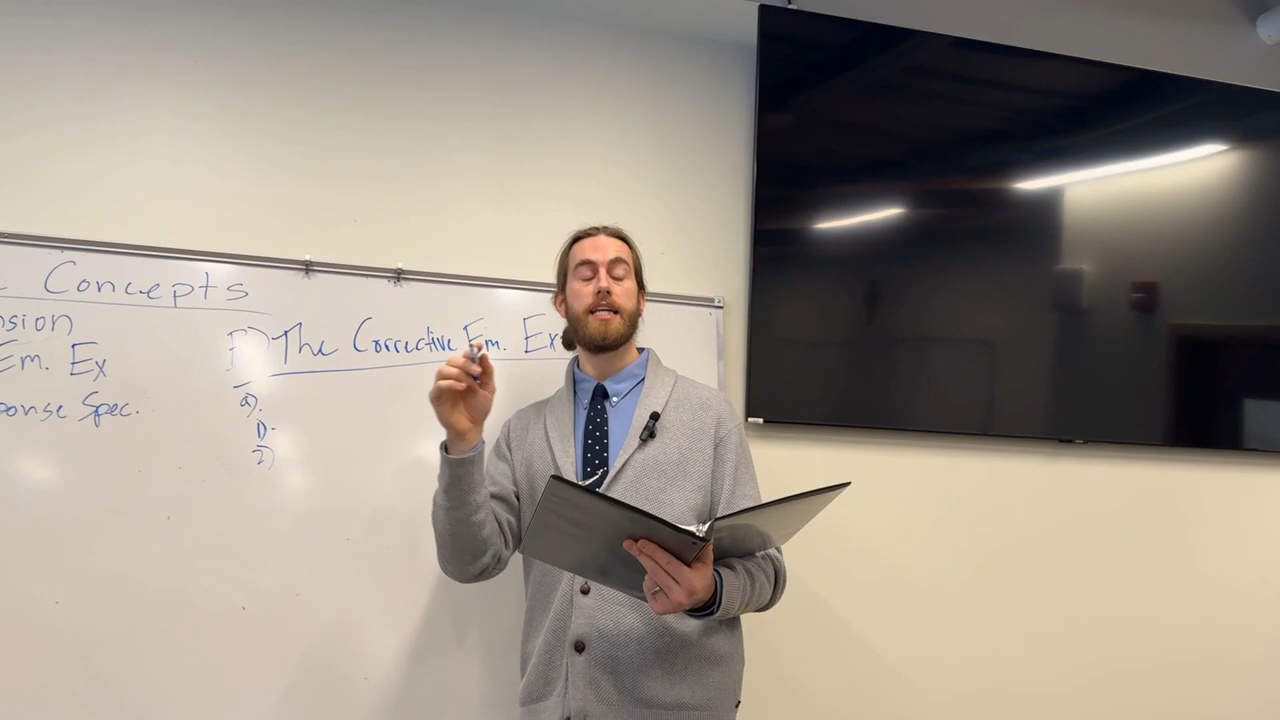 Concepts
nsion
Em. Ex
ponse Spec.
F) The Corrective Em. Ex
a).
1)-
2)